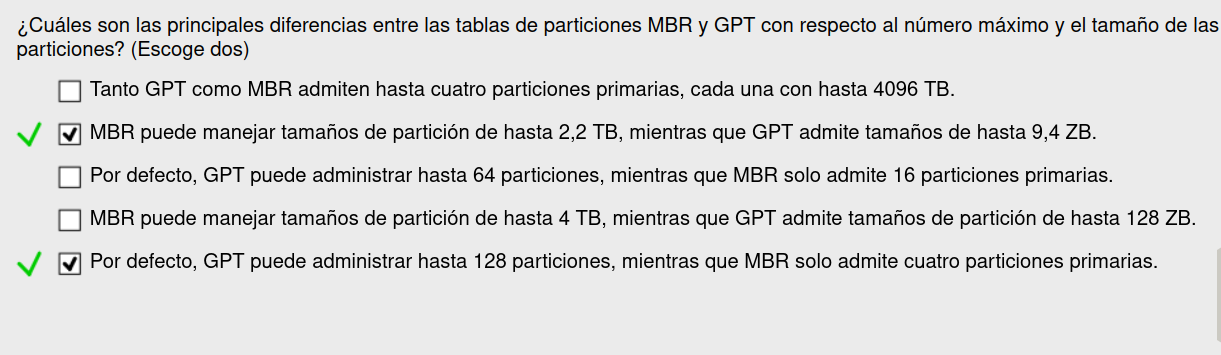 ¿Cuáles son las principales diferencias entre las tablas de particiones MBR y GPT con respecto al número máximo y el tamaño de las
particiones? (Escoge dos)
Tanto GPT como MBR admiten hasta cuatro particiones primarias, cada una con hasta 4096 TB.
MBR puede manejar tamaños de partición de hasta 2,2 TB, mientras que GPT admite tamaños de hasta 9,4 ZB.
Por defecto, GPT puede administrar hasta 64 particiones, mientras que MBR solo admite 16 particiones primarias.
MBR puede manejar tamaños de partición de hasta 4 TB, mientras que GPT admite tamaños de partición de hasta 128 ZB.
Por defecto, GPT puede administrar hasta 128 particiones, mientras que MBR solo admite cuatro particiones primarias.